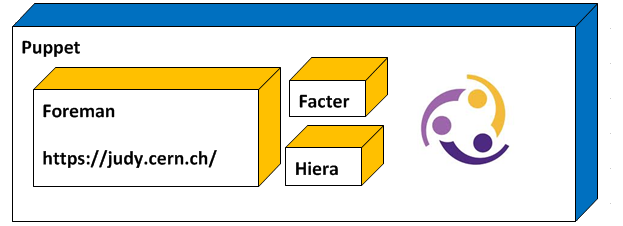 Puppet
Foreman
https://judy.cern.ch/
Facter
Hiera